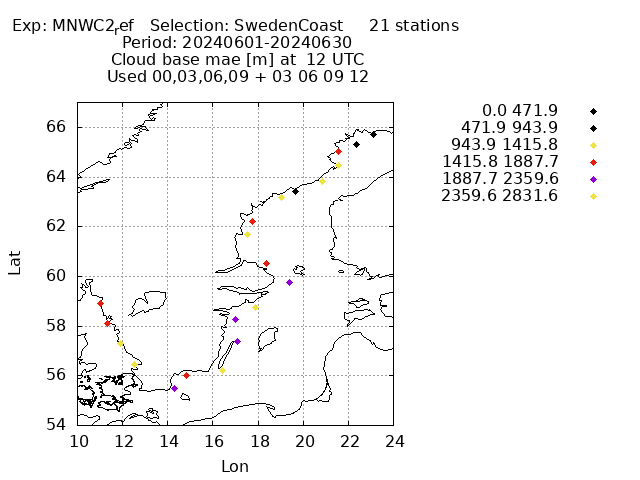 Exp: MNWC2ref Selection: SwedenCoast 21 stations
Period: 20240601-20240630
Cloud base mae [m] at 12 UTC
Used 00,03,06,09 + 03 06 09 12
0.0 471.9
471.9 943.9
943.9 1415.8
1415.8 1887.7
1887.7 2359.6
2359.6 2831.6
66
64
62
60
58
56
54
Lat
10 12 14 16 18 20 22 24
Lon